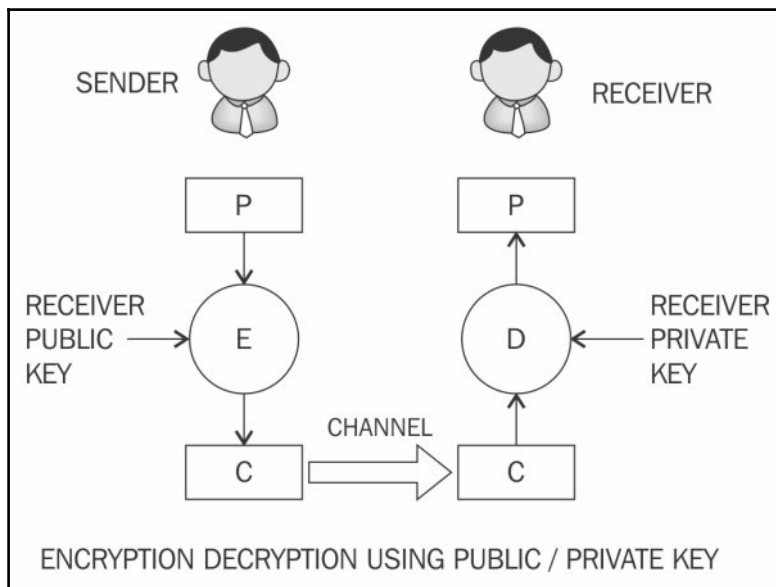 SENDER
RECEIVER
P
P
RECEIVER
PUBLIC
KEY
E
D
RECEIVER
PRIVATE
KEY
CHANNEL
C
C
ENCRYPTION DECRYPTION USING PUBLIC / PRIVATE KEY